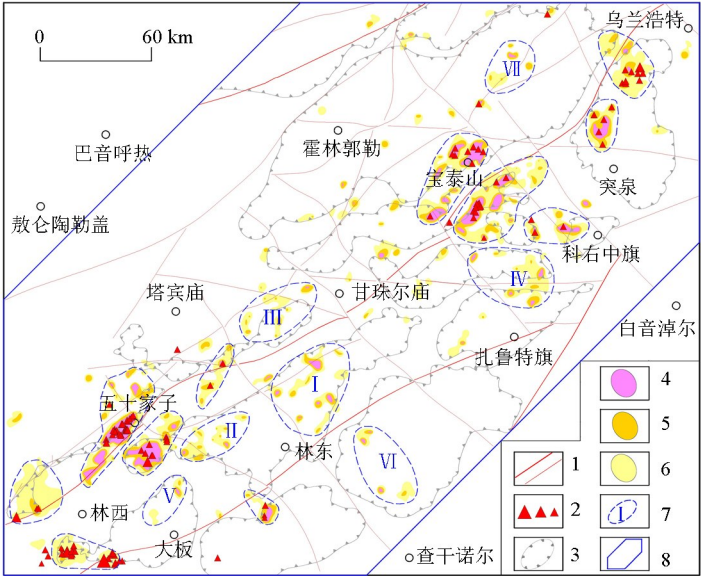 0 60 km
乌兰浩特
Ⅶ
霍林郭勒
巴音呼热
宝泰山
突泉
敖仑陶勒盖
科右中旗
Ⅳ
塔宾庙
甘珠尔庙
Ⅲ
白音淖尔
扎鲁特旗
Ⅰ
4
五十家子
Ⅱ
5
林东
Ⅵ
1
6
Ⅴ
2
Ⅰ
7
林西
大板
3
8
查干诺尔